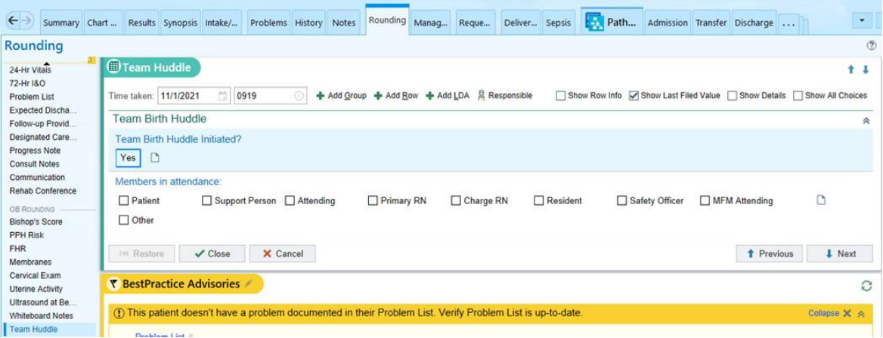 Summary Chart ... Results Synopsis Intake/... Problems History Notes Rounding Manag... Reque... Deliver... Sepsis Path... Admission Transfer Discharge ...
Rounding
24-Hr Vitals
72-Hr I&O
Problem List
Expected Discha...
Follow-up Provid...
Designated Care...
Progress Note
Consult Notes
Communication
Rehab Conference
OB ROUNDING
Bishop's Score
PPH Risk
FHR
Membranes
Cervical Exam
Uterine Activity
Ultrasound at Be...
Whiteboard Notes
Team Huddle
Team Huddle
Time taken: 11/1/2021 0919 Add Group Add Row Add LDA Responsible Show Row Info Show Last Filed Value Show Details Show All Choices
Team Birth Huddle
Team Birth Huddle Initiated?
Yes
Members in attendance:
Patient Support Person Attending Primary RN Charge RN Resident Safety Officer MFM Attending
Other
Restore Close Cancel Previous Next
BestPractice Advisories
This patient doesn't have a problem documented in their Problem List. Verify Problem List is up-to-date. Collapse
Problem List